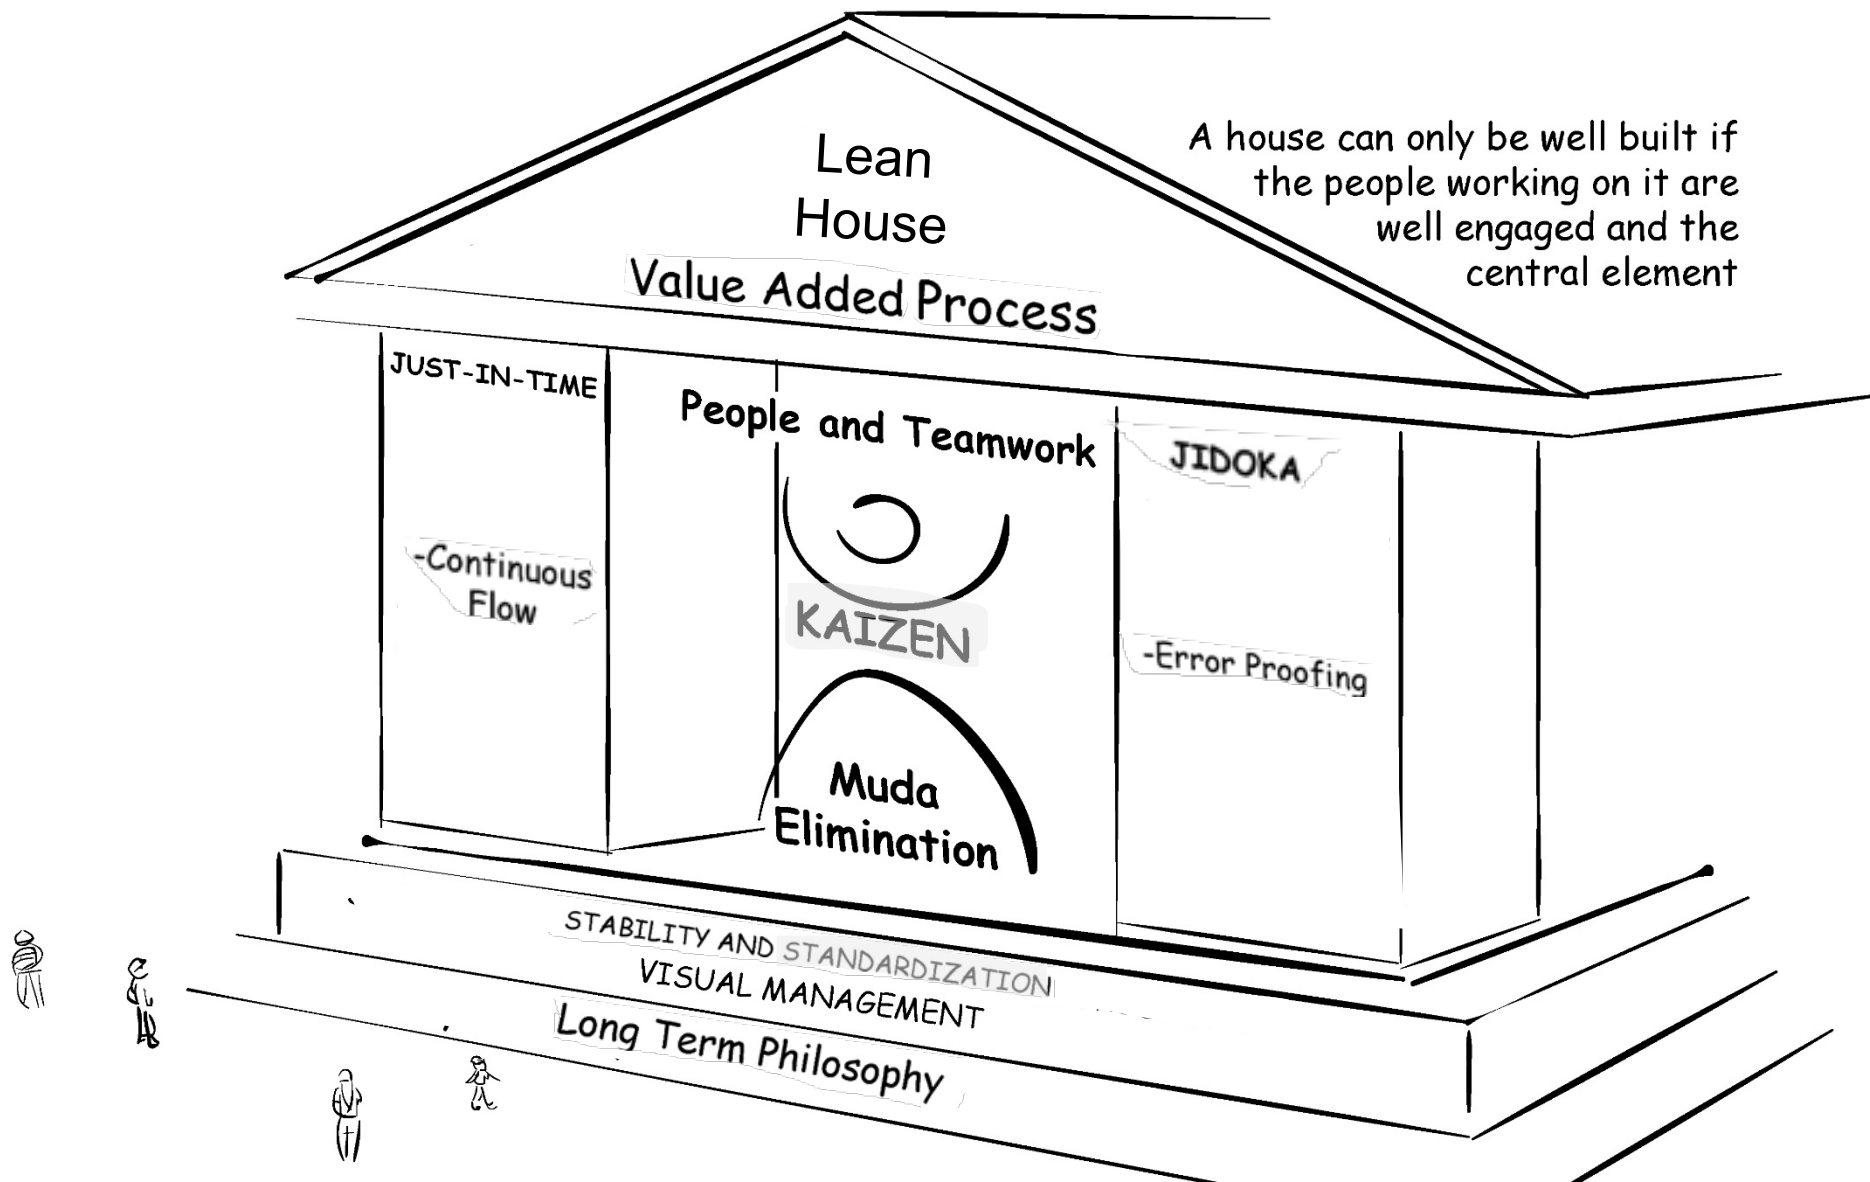 Lean
House
Value Added Process
A house can only be well built if
the people working on it are
well engaged and the
central element
JUST-IN-TIME
-Continuous
Flow
People and Teamwork
KAIZEN
Muda
Elimination
JIDOKA
-Error Proofing
STABILITY AND STANDARDIZATION
VISUAL MANAGEMENT
Long Term Philosophy